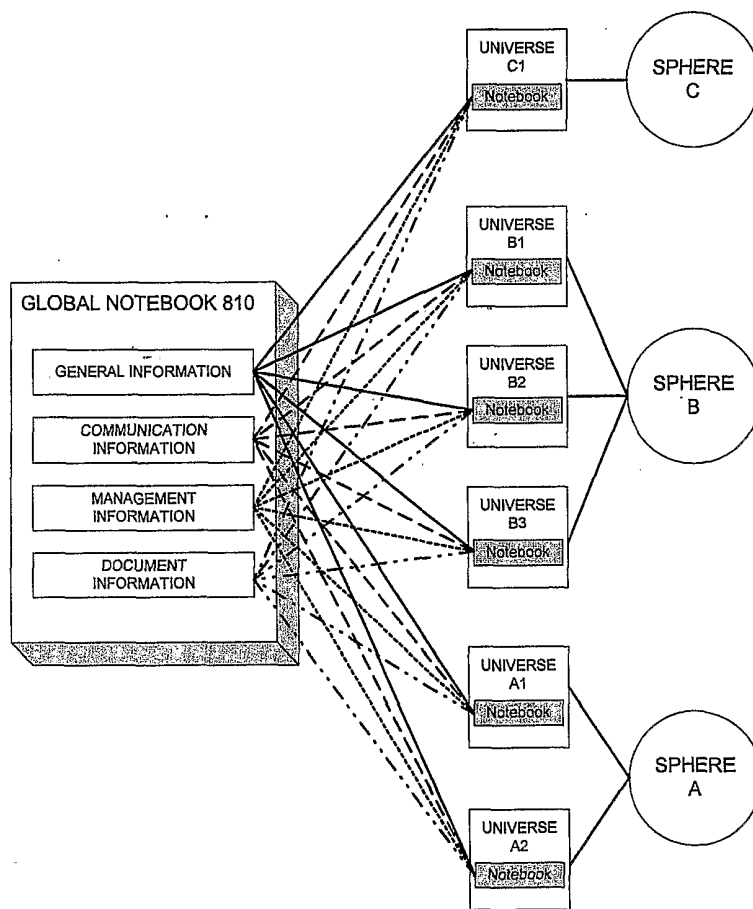 GLOBAL NOTEBOOK 810
GENERAL INFORMATION
COMMUNICATION
INFORMATION
MANAGEMENT
INFORMATION
DOCUMENT
INFORMATION
UNIVERSE
C1
Notebook
SPHERE
C
UNIVERSE
B1
Notebook
UNIVERSE
B2
Notebook
UNIVERSE
B3
Notebook
SPHERE
B
UNIVERSE
A1
Notebook
UNIVERSE
A2
Notebook
SPHERE
A